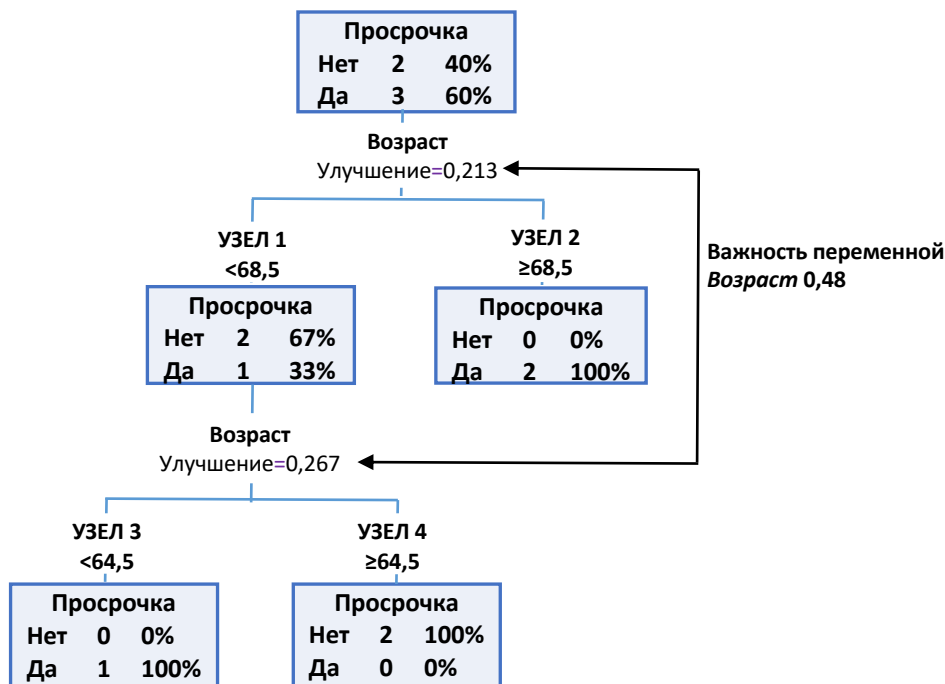 Просрочка
Нет 2 40%
Да 3 60%
Возраст
Улучшение=0,213
УЗЕЛ 1
<68,5
Просрочка
Нет 2 67%
Да 1 33%
УЗЕЛ 2
≥68,5
Просрочка
Нет 0 0%
Да 2 100%
Важность переменной
Возраст 0,48
Возраст
Улучшение=0,267
УЗЕЛ 3
<64,5
Просрочка
Нет 0 0%
Да 1 100%
УЗЕЛ 4
≥64,5
Просрочка
Нет 2 100%
Да 0 0%